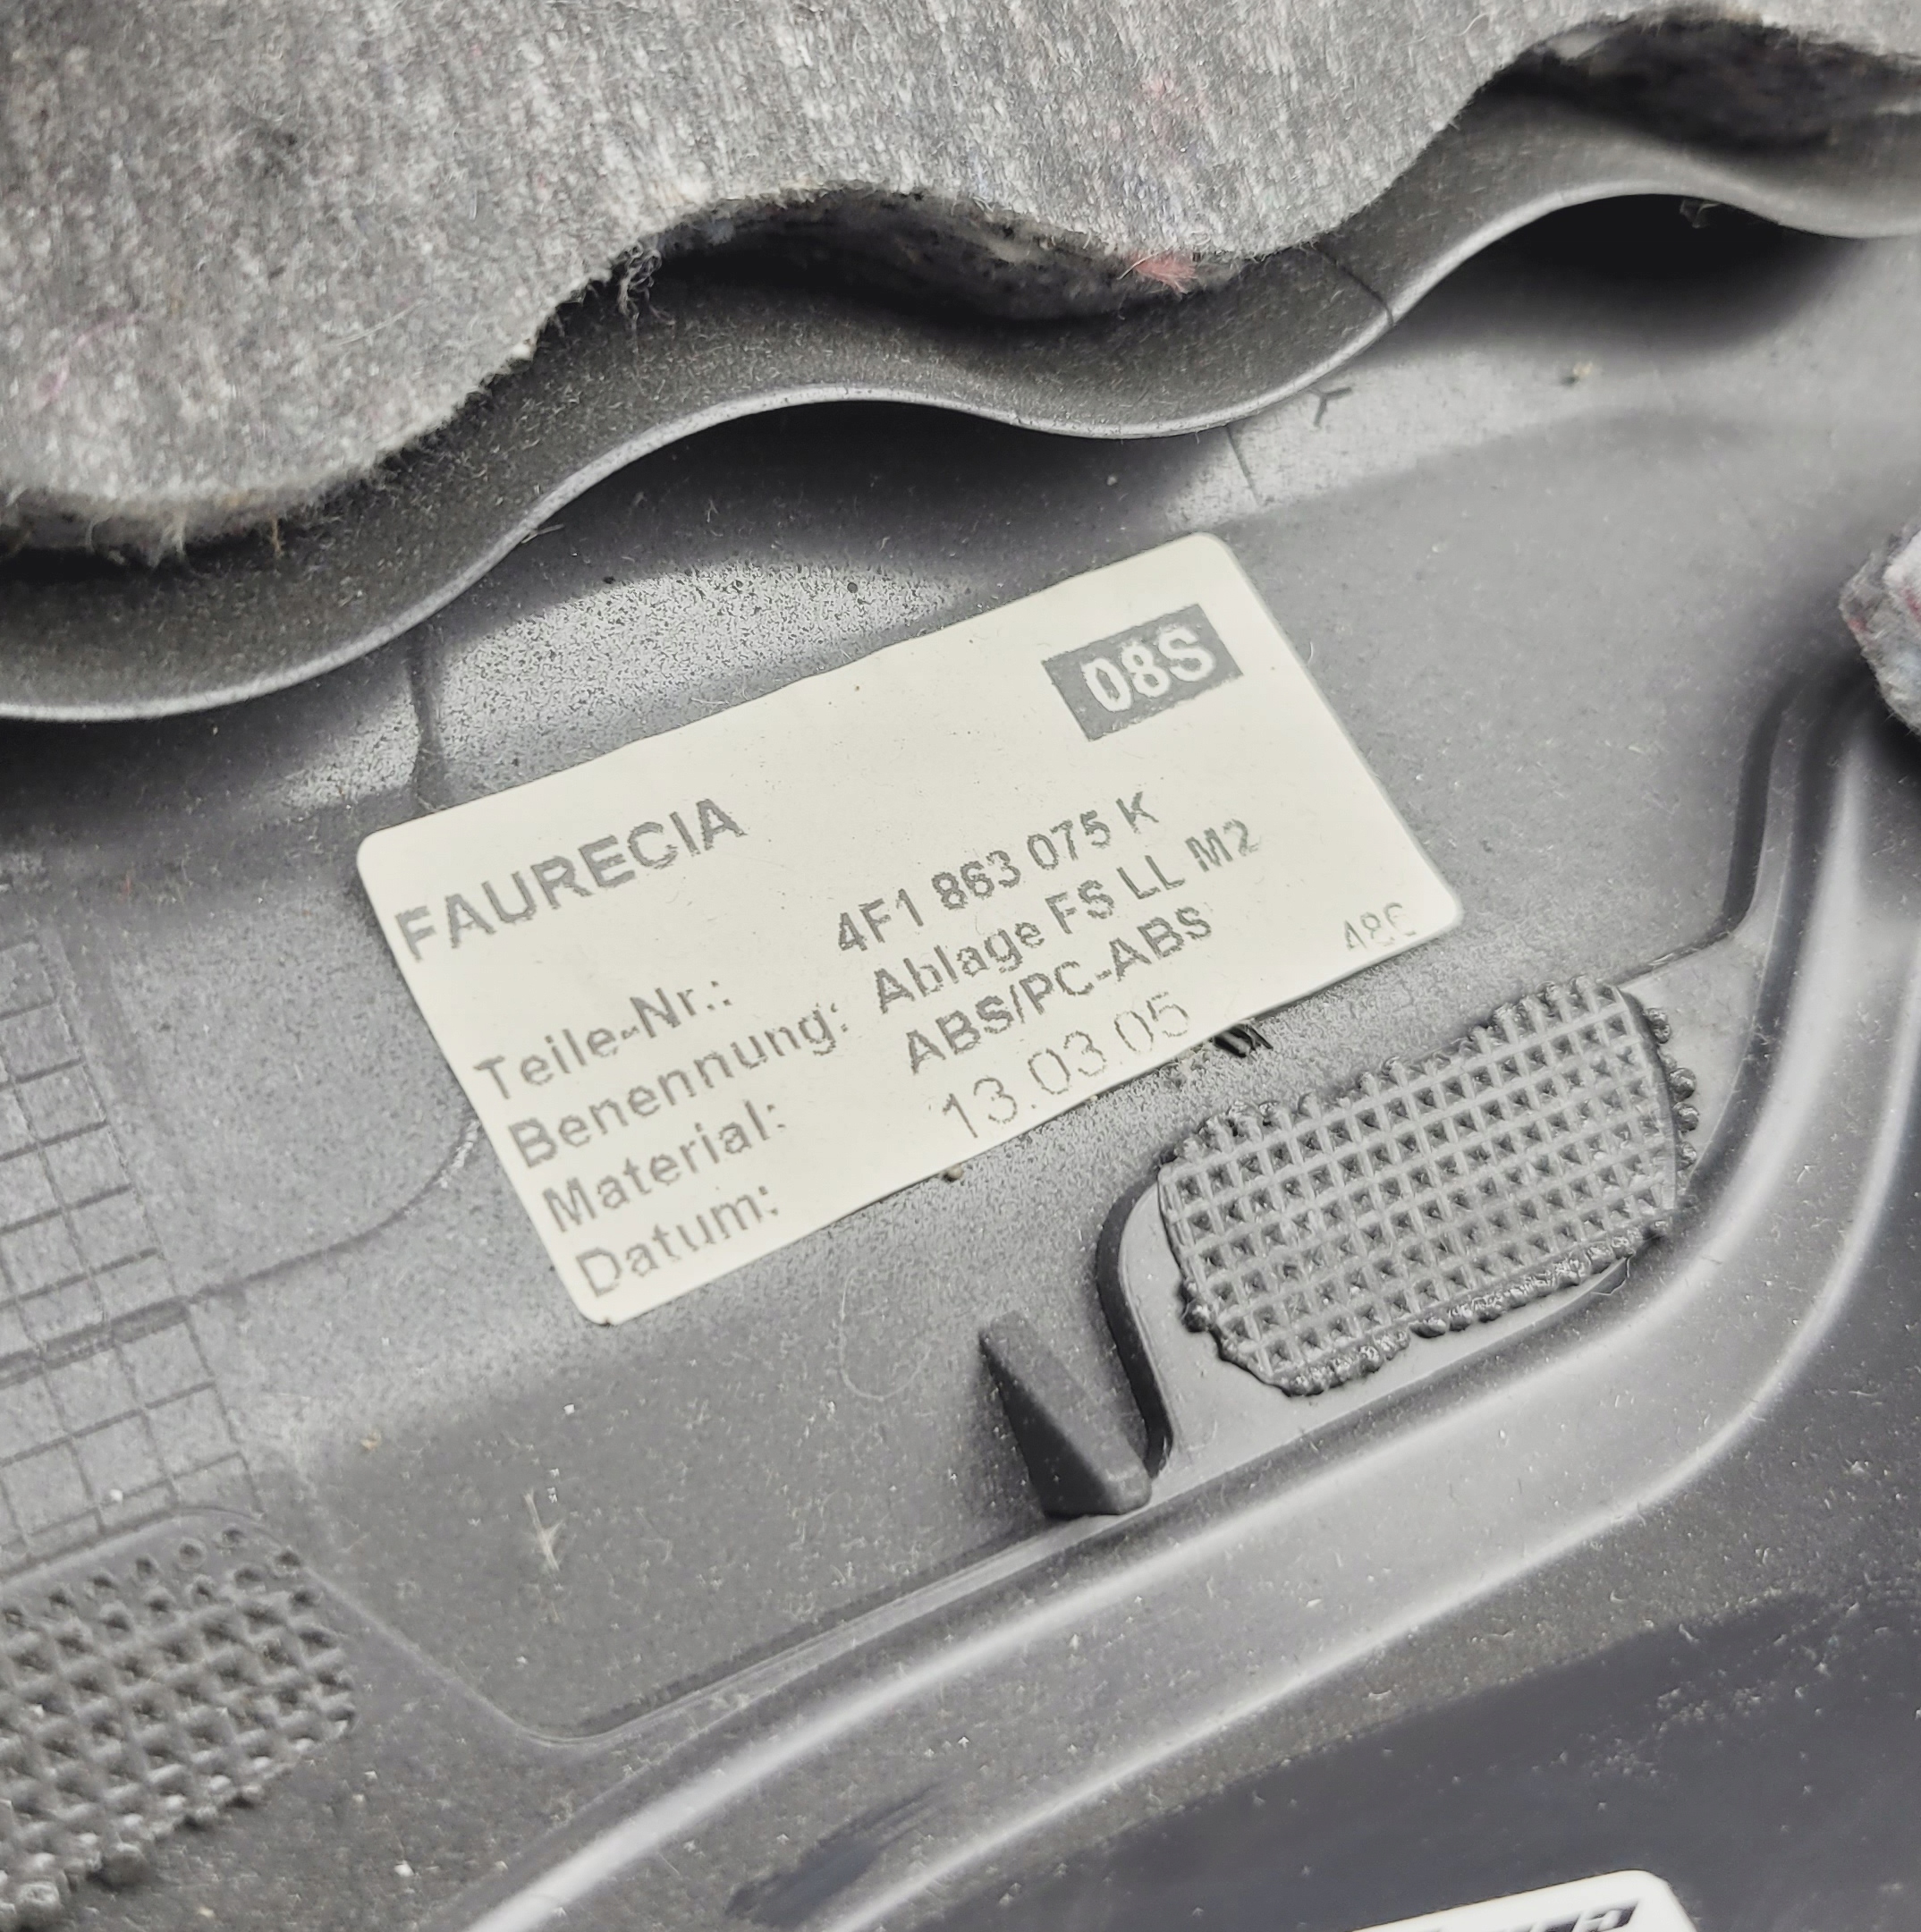 08S
FAURECIA
Teile-Nr.: 4F1 863 075 K
Benennung: Ablage FS LL M2
Material: ABS/PC-ABS
Datum: 13.03.05